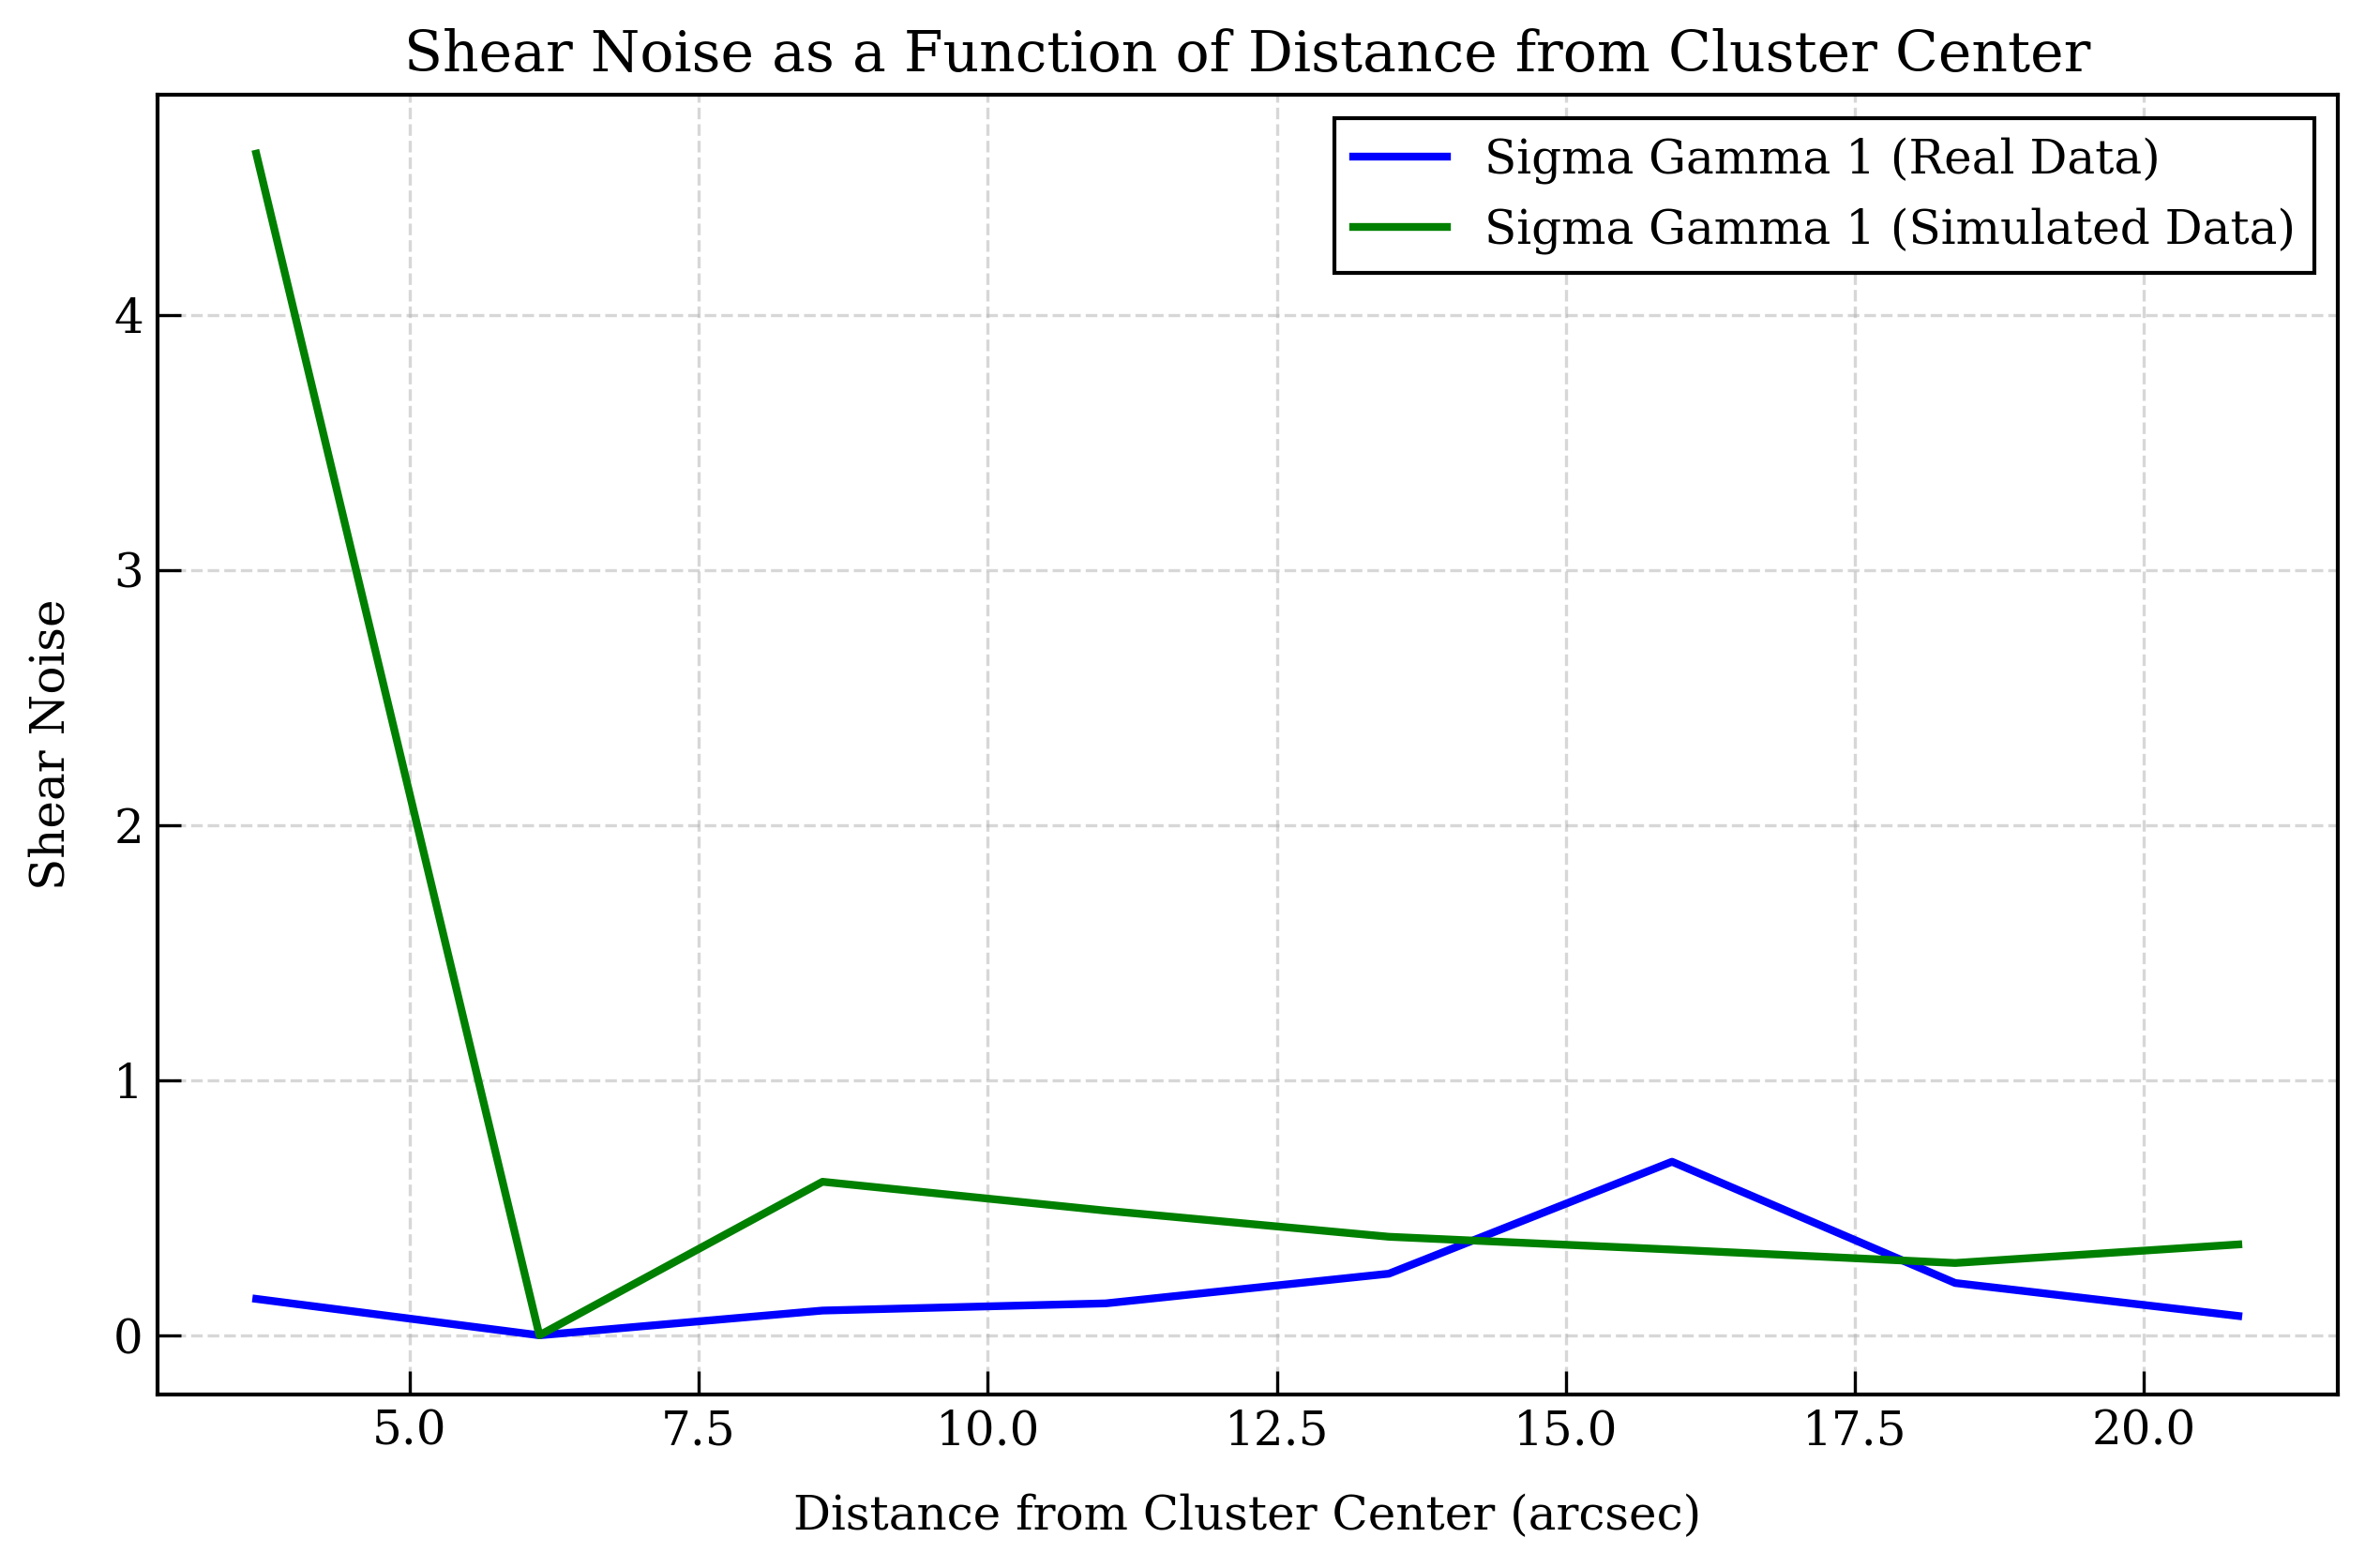 Shear Noise as a Function of Distance from Cluster Center
Sigma Gamma 1 (Real Data)
Sigma Gamma 1 (Simulated Data)
Shear Noise
4
3
2
1
0
5.0 7.5 10.0 12.5 15.0 17.5 20.0
Distance from Cluster Center (arcsec)